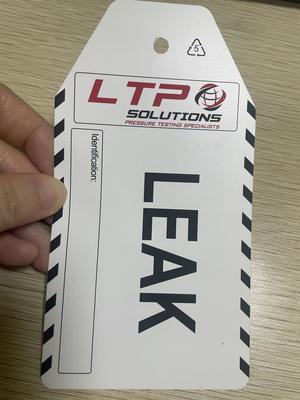 5
LTP
SOLUTIONS
PRESSURE TESTING SPECIALISTS
Identification:
LEAK